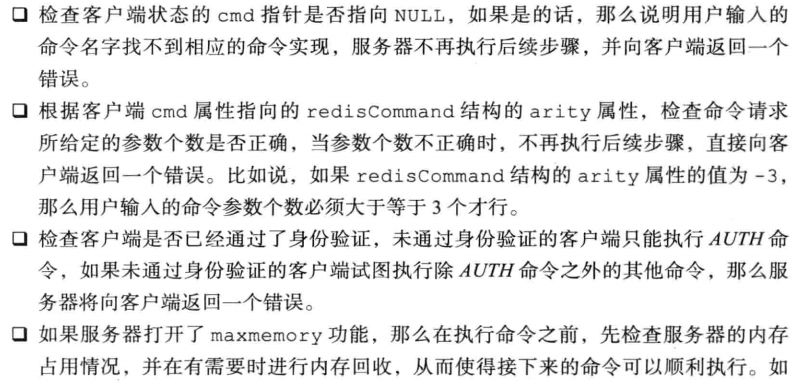 ❑ 检查客户端状态的 cmd 指针是否指向 NULL，如果是的话，那么说明用户输入的
命令名字找不到相应的命令实现，服务器不再执行后续步骤，并向客户端返回一个
错误。
❑ 根据客户端 cmd 属性指向的 redisCommand 结构的 arity 属性，检查命令请求
所给定的参数个数是否正确，当参数个数不正确时，不再执行后续步骤，直接向客
户端返回一个错误。比如说，如果 redisCommand 结构的 arity 属性的值为 -3，
那么用户输入的命令参数个数必须大于等于 3 个才行。
❑ 检查客户端是否已经通过了身份验证，未通过身份验证的客户端只能执行 AUTH 命
令，如果未通过身份验证的客户端试图执行除 AUTH 命令之外的其他命令，那么服
务器将向客户端返回一个错误。
❑ 如果服务器打开了 maxmemory 功能，那么在执行命令之前，先检查服务器的内存
占用情况，并在有需要时进行内存回收，从而使得接下来的命令可以顺利执行。如